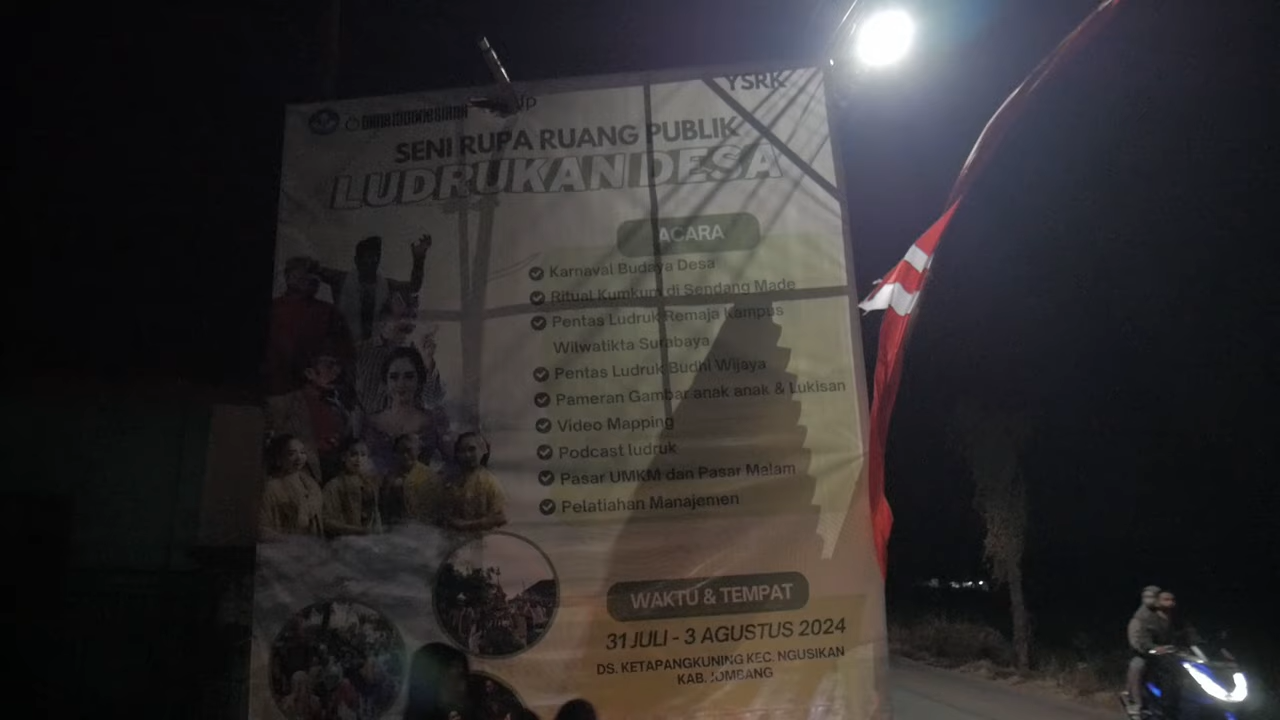 YSRK
SENI RUPA RUANG PUBLIK
LUDRUKAN DESA
ACARA
Karnaval Budaya Desa
Ritual Kumkum di Sendang Made
Pentas Ludruk Remaja Kampus
Wilwatikta Surabaya
Pentas Ludruk Budhi Wijaya
Pameran Gambar anak anak & Lukisan
Video Mapping
Podcast ludruk
Pasar UMKM dan Pasar Malam
Pelatiahan Manajemen
WAKTU & TEMPAT
31 JULI - 3 AGUSTUS 2024
DS. KETAPANGKUNING KEC. NGUSIKAN
KAB. JOMBANG